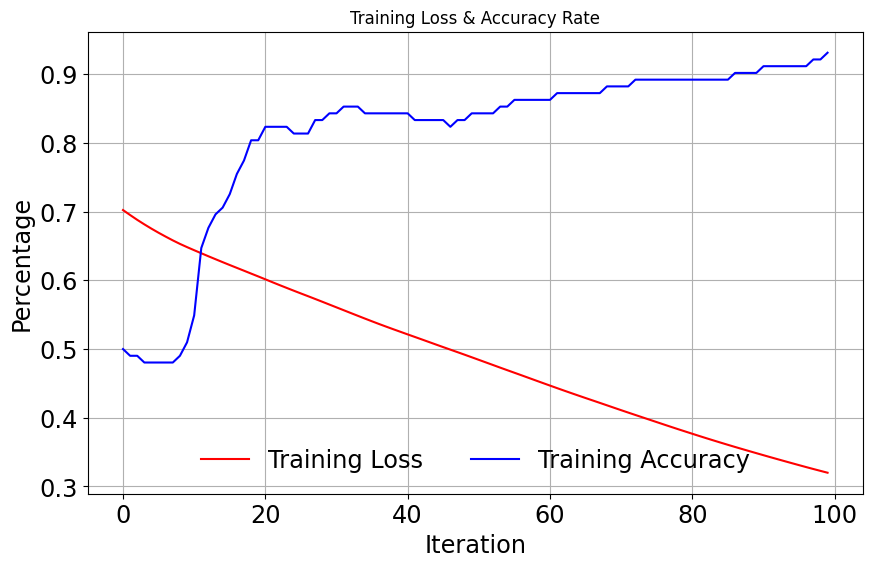 Training Loss & Accuracy Rate
Percentage
0.9
0.8
0.7
0.6
0.5
0.4
0.3
Training Loss
Training Accuracy
0 20 40 60 80 100
Iteration